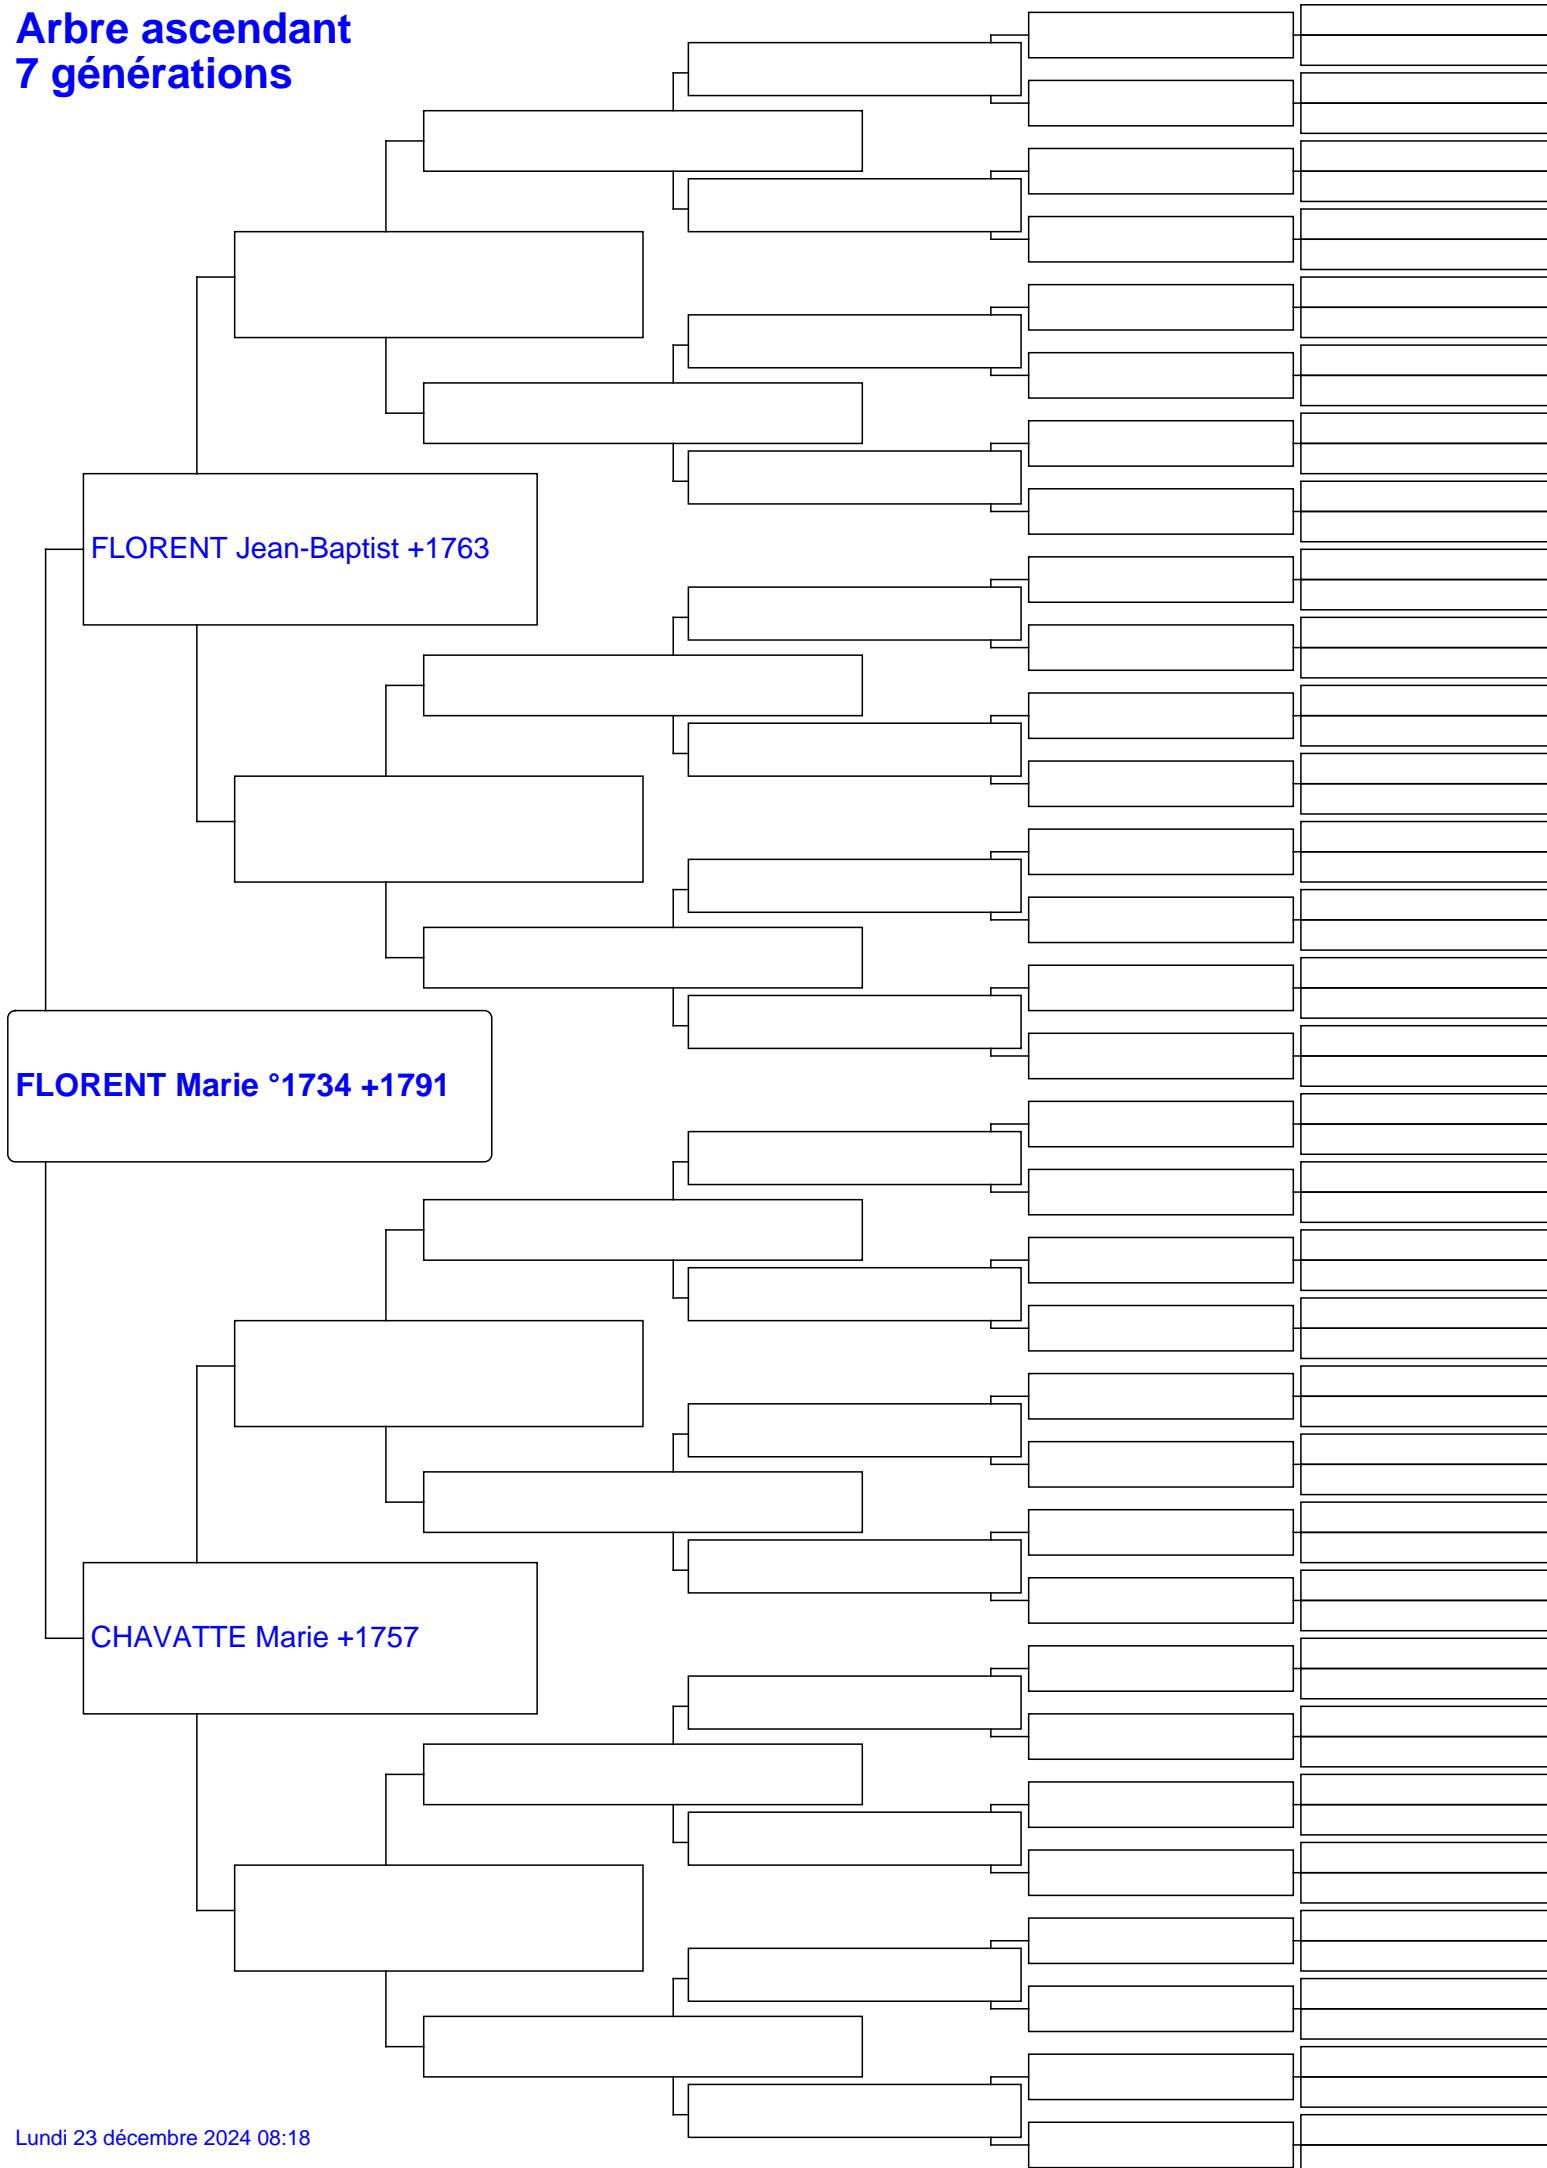 Arbre ascendant
7 générations
FLORENT Jean-Baptist +1763
FLORENT Marie °1734 +1791
CHAVATTE Marie +1757
Lundi 23 décembre 2024 08:18